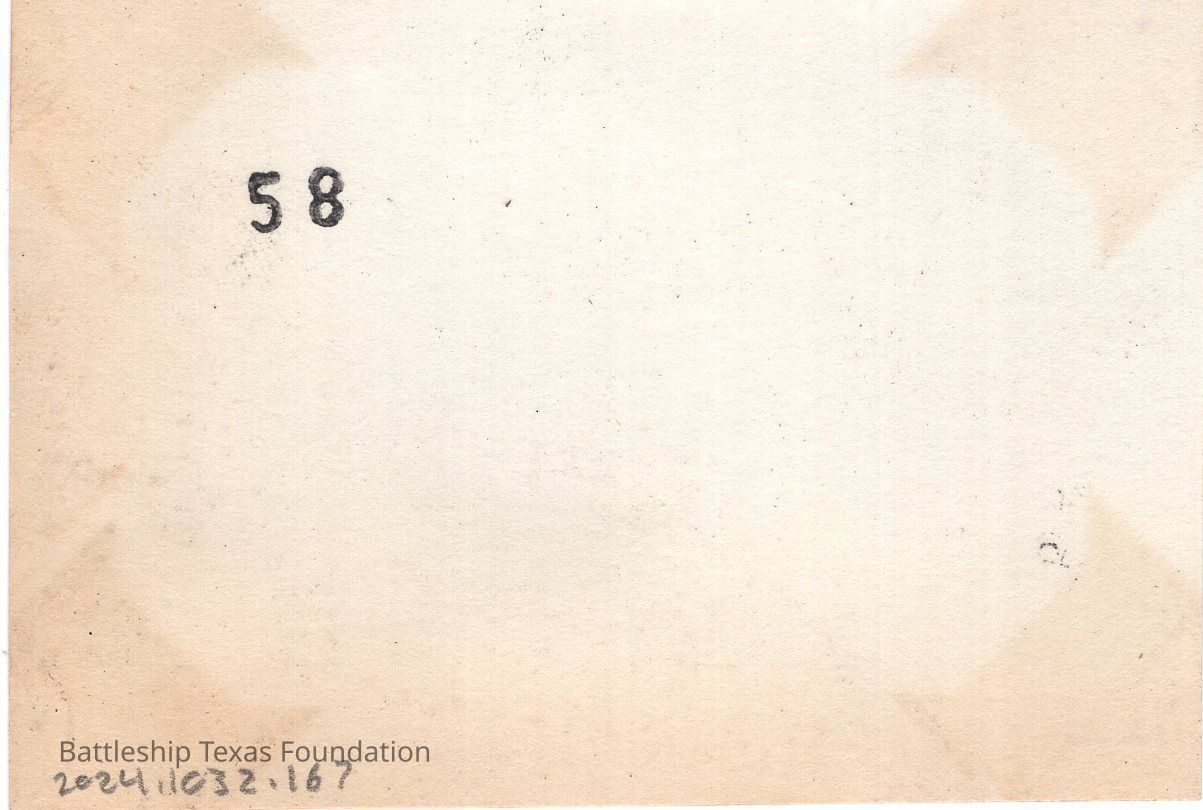 58
Battleship Texas Foundation
2024.1032.167